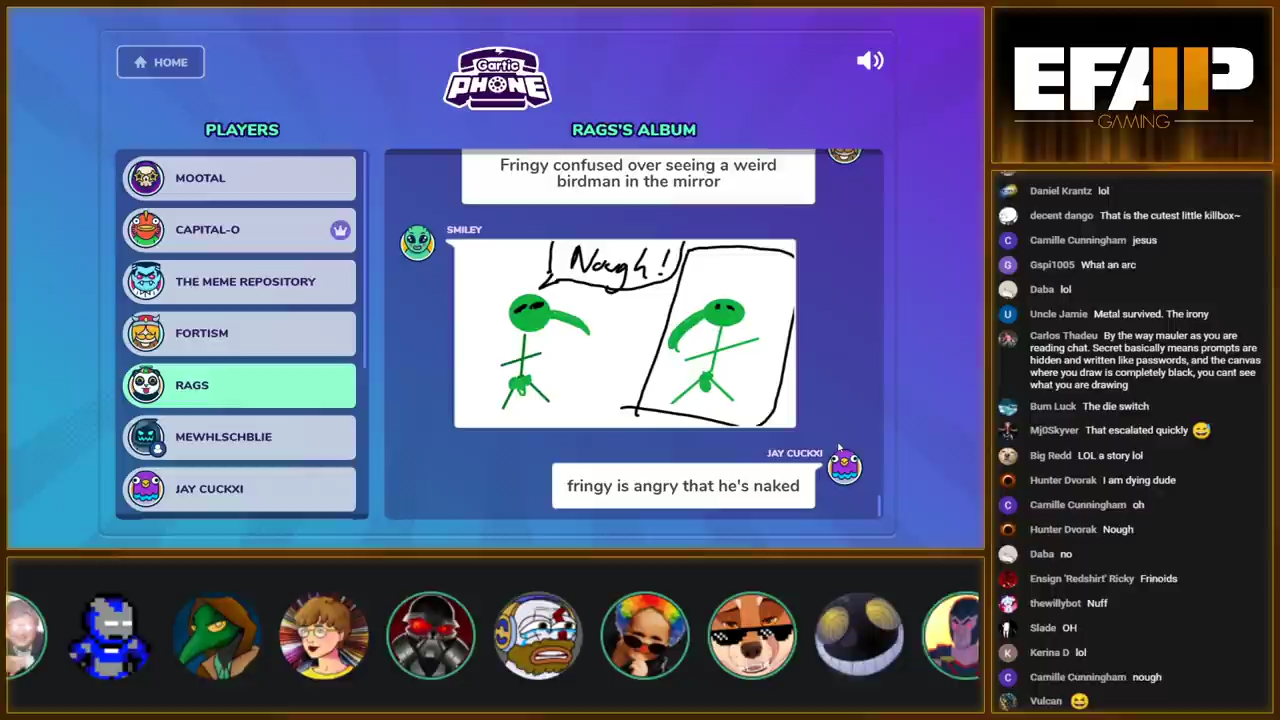 HOME
Gartic
PHONE
PLAYERS
MOOTAL
CAPITAL-O
THE MEME REPOSITORY
FORTISM
RAGS
MEWHLSCHBLIE
JAY CUCKXI
RAGS'S ALBUM
Fringy confused over seeing a weird
birdman in the mirror
SMILEY
Nough!
JAY CUCKXI
fringy is angry that he's naked
EFAP
GAMING
Daniel Krantz lol
decent dango That is the cutest little killbox~
Camille Cunningham jesus
Gspi1005 What an arc
Daba lol
Uncle Jamie Metal survived. The irony
Carlos Thadeu By the way mauler as you are
reading chat. Secret basically means prompts are
hidden and written like passwords, and the canvas
where you draw is completely black, you cant see
what you are drawing
Bum Luck The die switch
Mj0Skyver That escalated quickly 😅
Big Redd LOL a story lol
Hunter Dvorak I am dying dude
C
Camille Cunningham oh
Hunter Dvorak Nough
Daba no
Ensign 'Redshirt' Ricky Frinoids
thewillybot Nuff
Slade OH
K
Kerina D lol
C
Camille Cunningham nough
Vulcan 😆